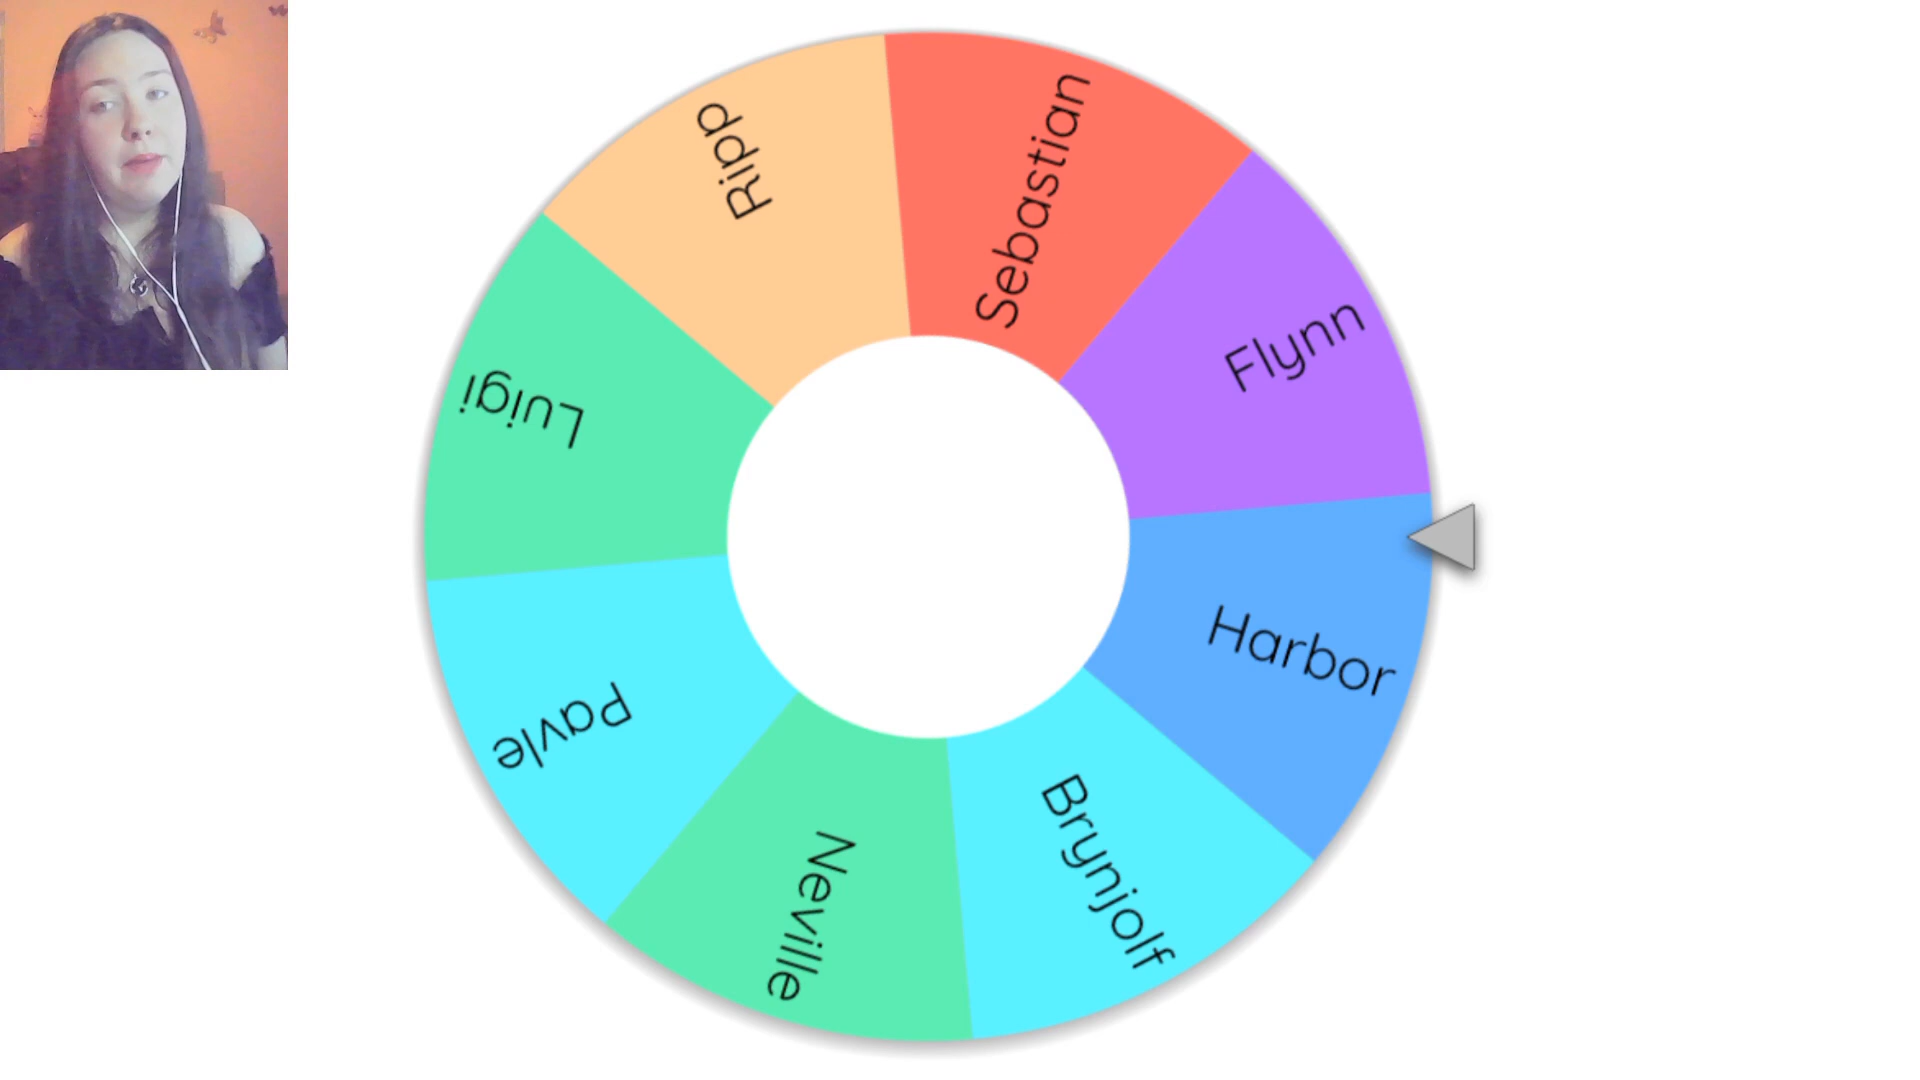 Sebastian
Flynn
Harbor
Brynjolf
Neville
Pavle
Luigi
Ripp